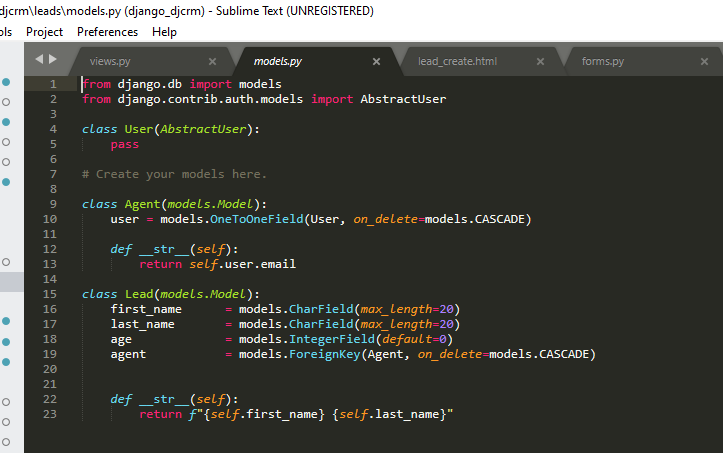 djcrm\leads\models.py (django_djcrm) - Sublime Text (UNREGISTERED)
ols Project Preferences Help
views.py × models.py × lead_create.html × forms.py ×
1 from django.db import models
2 from django.contrib.auth.models import AbstractUser
3
4 class User(AbstractUser):
5     pass
6
7 # Create your models here.
8
9 class Agent(models.Model):
10     user = models.OneToOneField(User, on_delete=models.CASCADE)
11
12     def __str__(self):
13         return self.user.email
14
15 class Lead(models.Model):
16     first_name      = models.CharField(max_length=20)
17     last_name       = models.CharField(max_length=20)
18     age             = models.IntegerField(default=0)
19     agent           = models.ForeignKey(Agent, on_delete=models.CASCADE)
20
21
22     def __str__(self):
23         return f"{self.first_name} {self.last_name}"